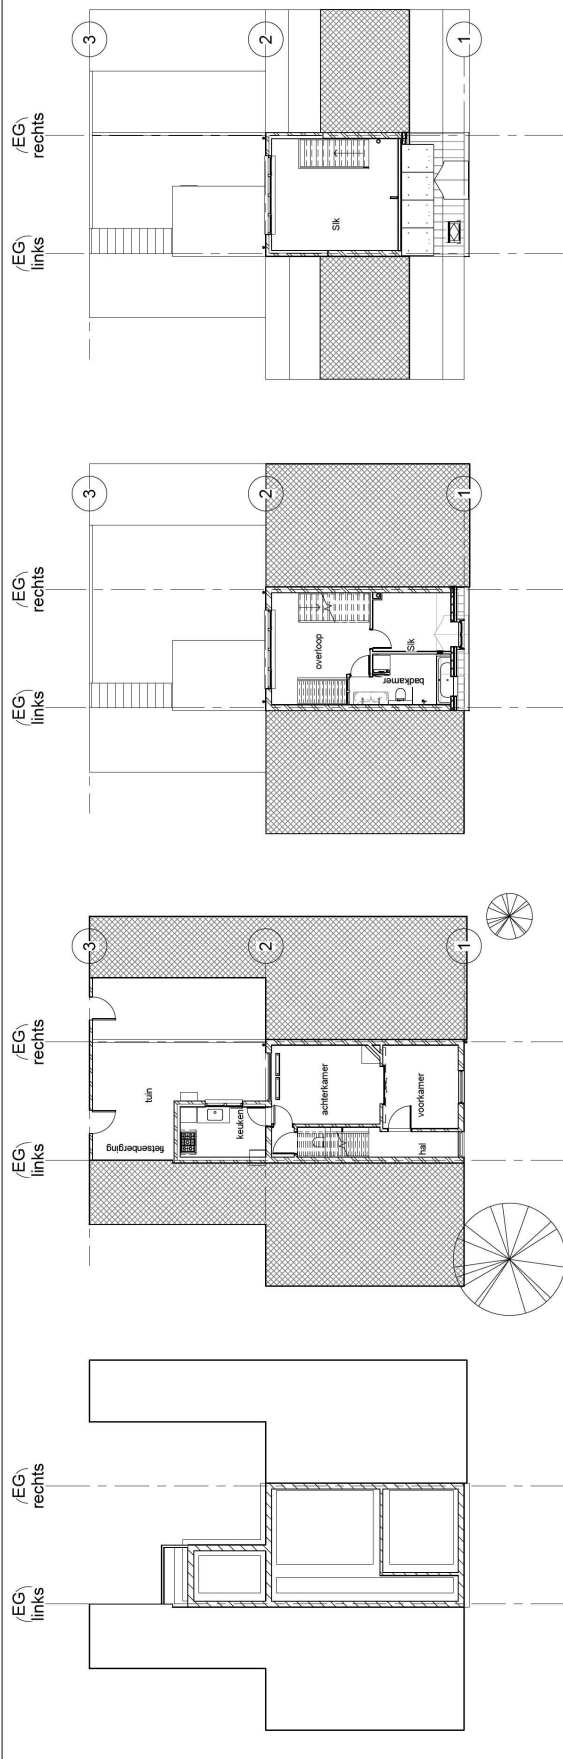 EG
links
EG
rechts
EG
links
EG
rechts
3
2
1
fietsenberging
tuin
keuken
achterkamer
voorkamer
hal
EG
links
EG
rechts
3
2
1
overloop
badkamer
Slk
EG
links
EG
rechts
3
2
1
Slk